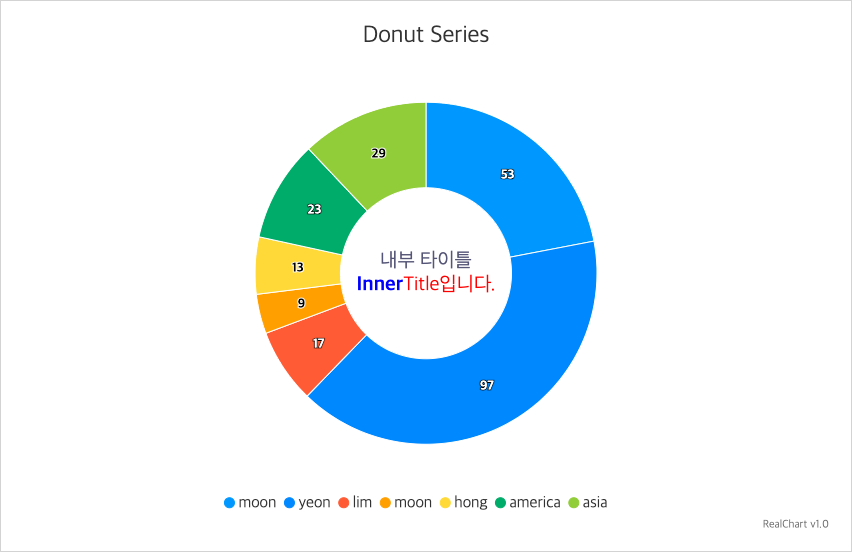 Donut Series
29
53
23
내부 타이틀
13
InnerTitle입니다.
9
17
97
moon yeon lim moon hong america asia
RealChart v1.0